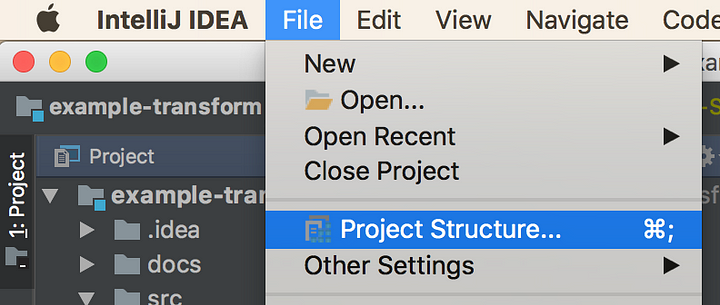 IntelliJ IDEA File Edit View Navigate Code
New
example-transform Open...
Open Recent
Project
Close Project
1: Project
example-tra
.idea Project Structure... ⌘;
docs Other Settings
src